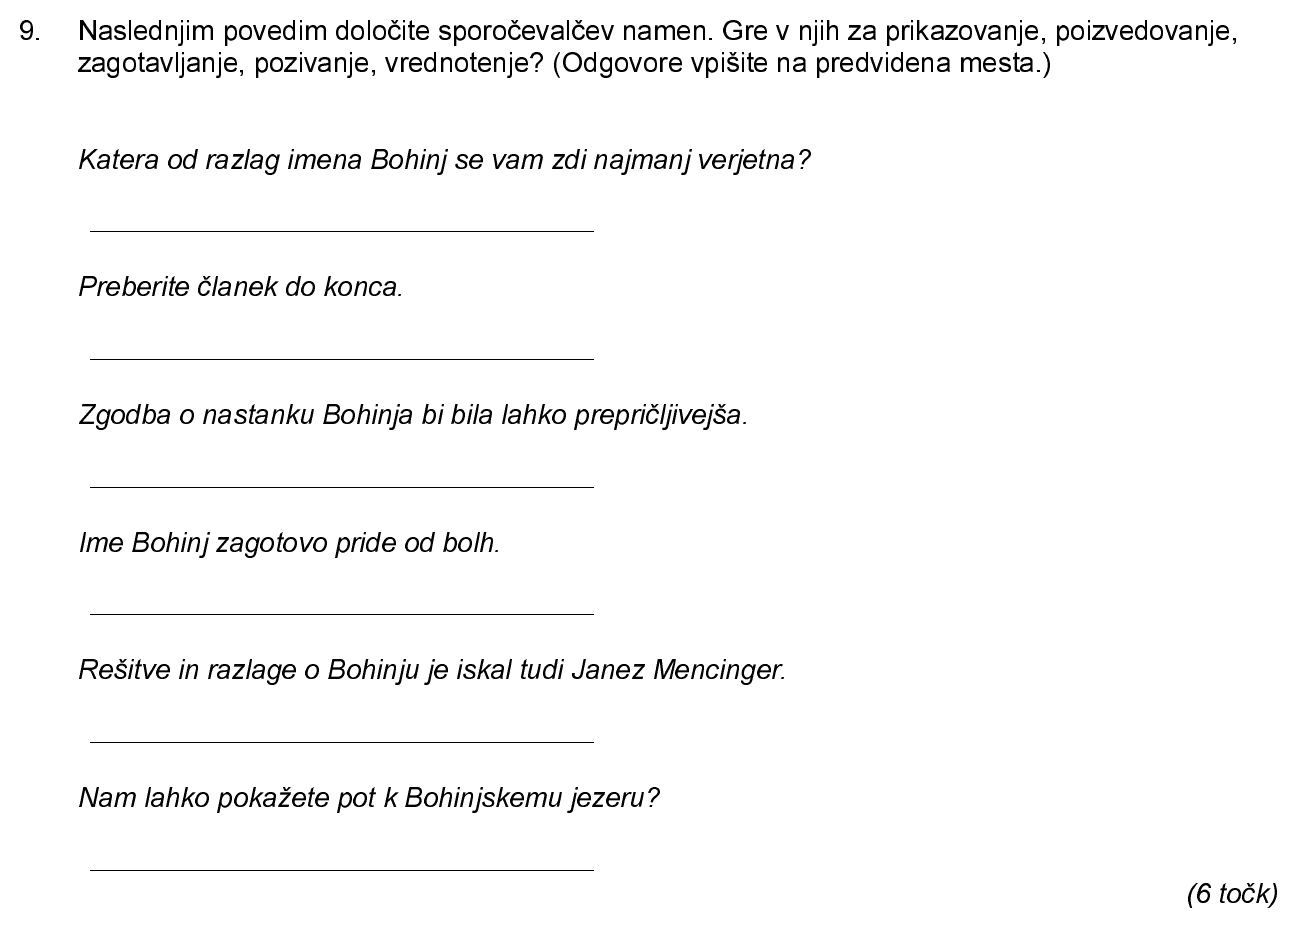 9. Naslednjim povedim določite sporočevalčev namen. Gre v njih za prikazovanje, poizvedovanje,
zagotavljanje, pozivanje, vrednotenje? (Odgovore vpišite na predvidena mesta.)
Katera od razlag imena Bohinj se vam zdi najmanj verjetna?
Preberite članek do konca.
Zgodba o nastanku Bohinja bi bila lahko prepričljivejša.
Ime Bohinj zagotovo pride od bolh.
Rešitve in razlage o Bohinju je iskal tudi Janez Mencinger.
Nam lahko pokažete pot k Bohinjskemu jezeru?
(6 točk)